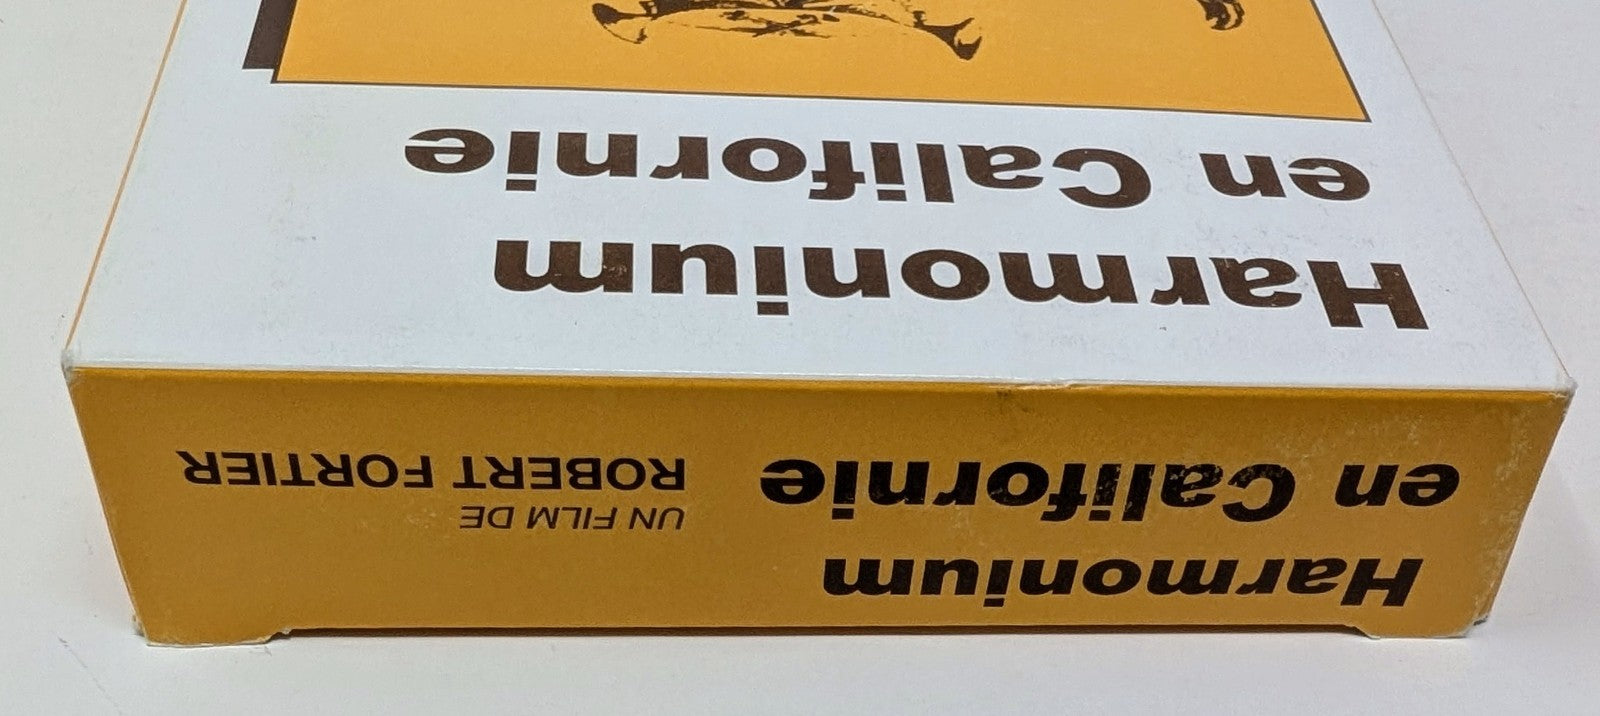 Harmonium
en Californie
Harmonium
en Californie
UN FILM DE
ROBERT FORTIER